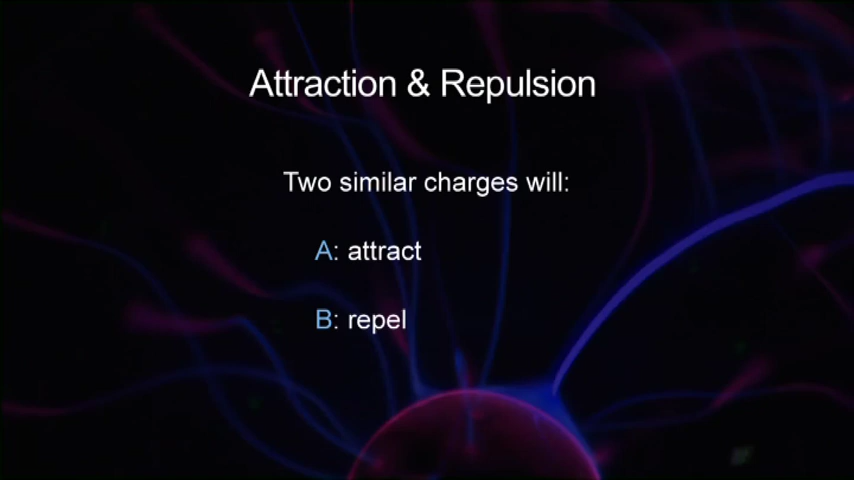 Attraction & Repulsion
Two similar charges will:
A: attract
B: repel